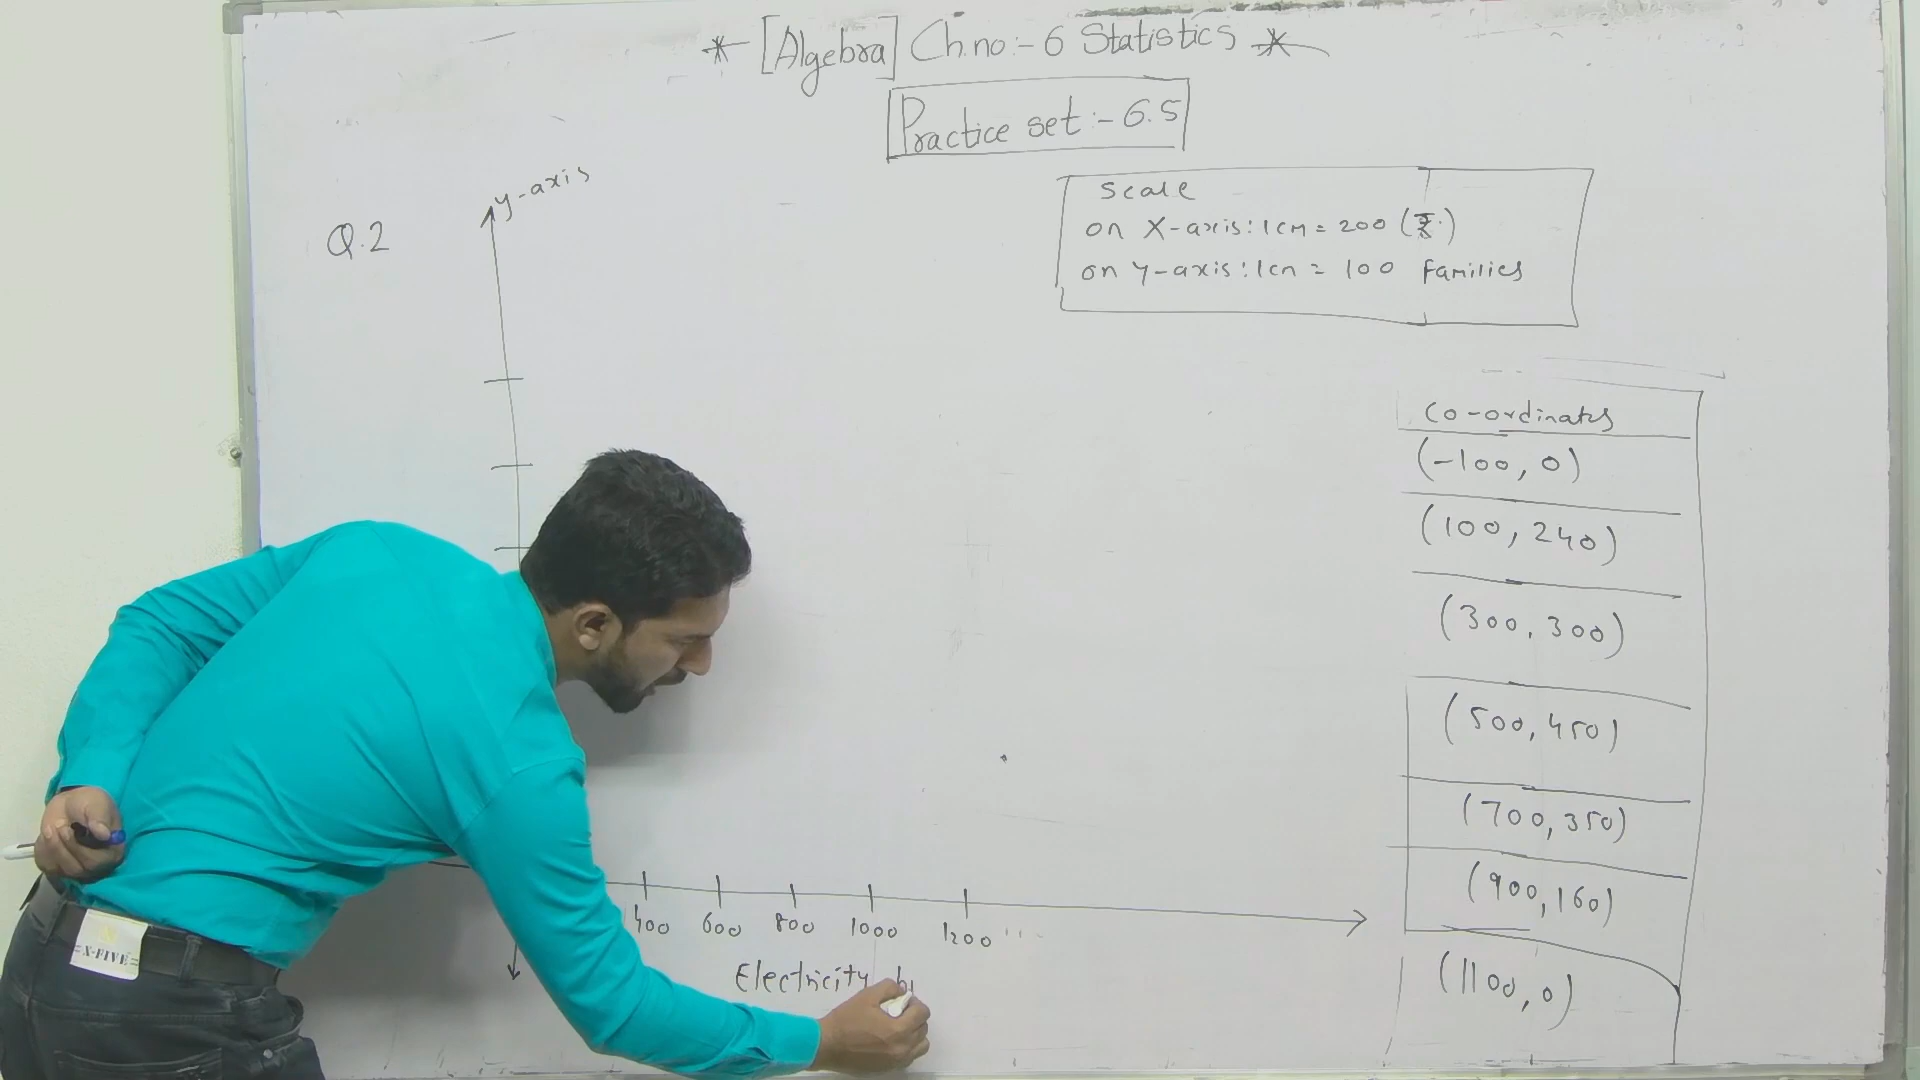 * [Algebra] Ch.no:- 6 Statistics *
Practice set :- 6.5
Q.2
y-axis
Scale
on X-axis: 1cm = 200 (₹.)
on Y-axis: 1cm = 100 families
Co-ordinates
(-100, 0)
(100, 240)
(300, 300)
(500, 450)
(700, 350)
(900, 160)
(1100, 0)
400 600 800 1000 1200 ...
Electricity
X-FIVE